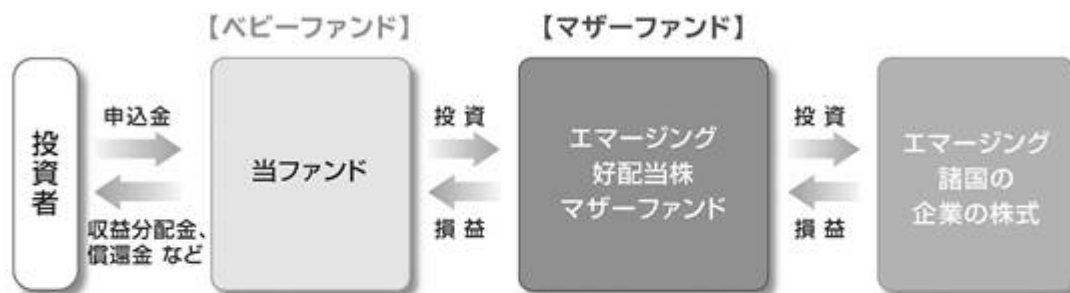 【ベビーファンド】
【マザーファンド】
投資者
申込金
収益分配金、
償還金 など
当ファンド
投 資
損 益
エマージング
好配当株
マザーファンド
投 資
損 益
エマージング
諸国の
企業の株式